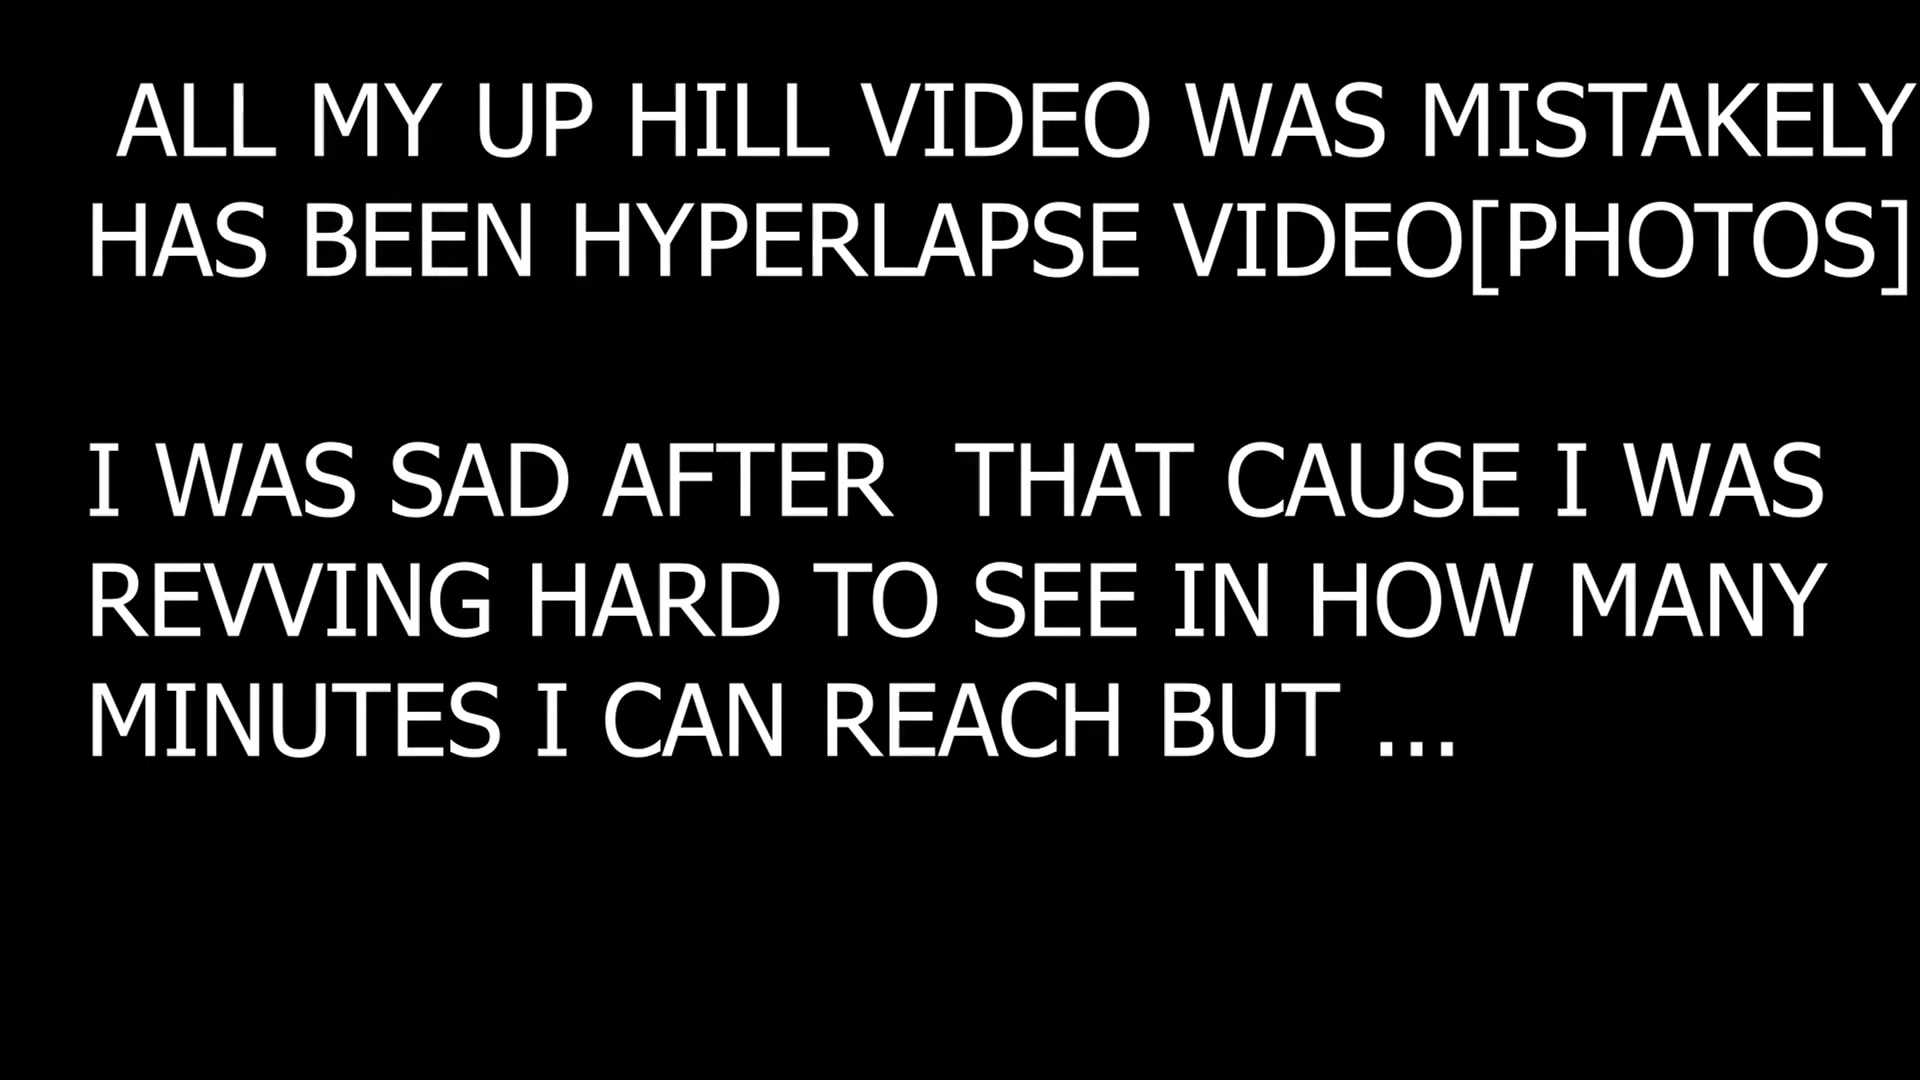 ALL MY UP HILL VIDEO WAS MISTAKELY
HAS BEEN HYPERLAPSE VIDEO[PHOTOS]
I WAS SAD AFTER THAT CAUSE I WAS
REVVING HARD TO SEE IN HOW MANY
MINUTES I CAN REACH BUT ...